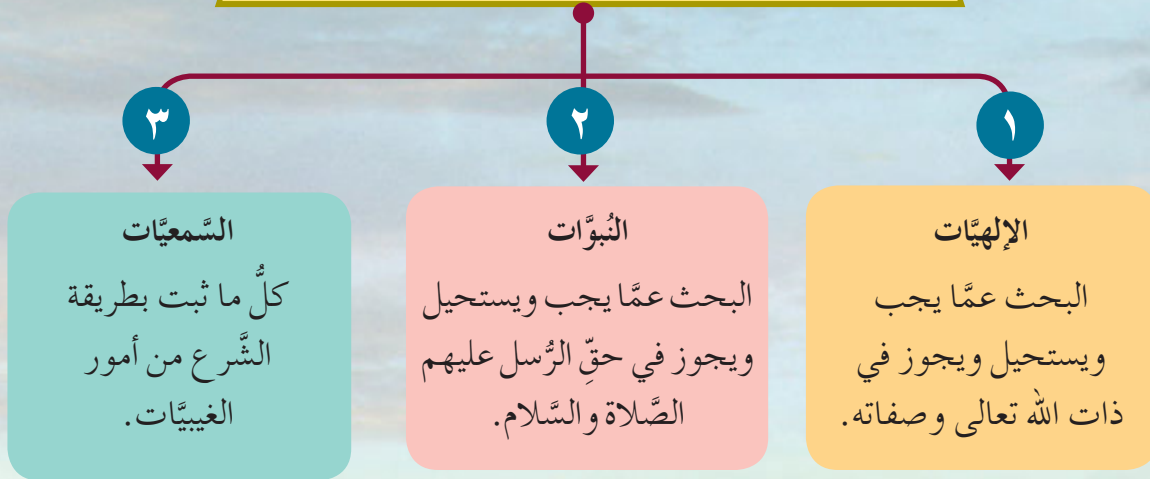 ١
الإلهيَّات
البحث عمَّا يجب
ويستحيل ويجوز في
ذات الله تعالى وصفاته.
٢
النُبوَّات
البحث عمَّا يجب ويستحيل
ويجوز في حقِّ الرُّسل عليهم
الصَّلاة والسَّلام.
٣
السَّمعيَّات
كلُّ ما ثبت بطريقة
الشَّرع من أمور
الغيبيَّات.